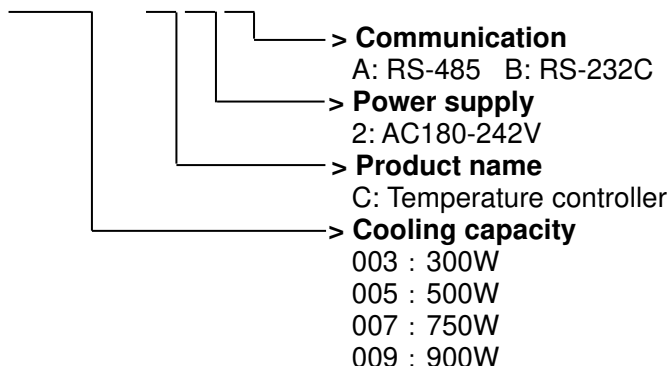 > Communication
A: RS-485 B: RS-232C
> Power supply
2: AC180-242V
> Product name
C: Temperature controller
> Cooling capacity
003 : 300W
005 : 500W
007 : 750W
009 : 900W